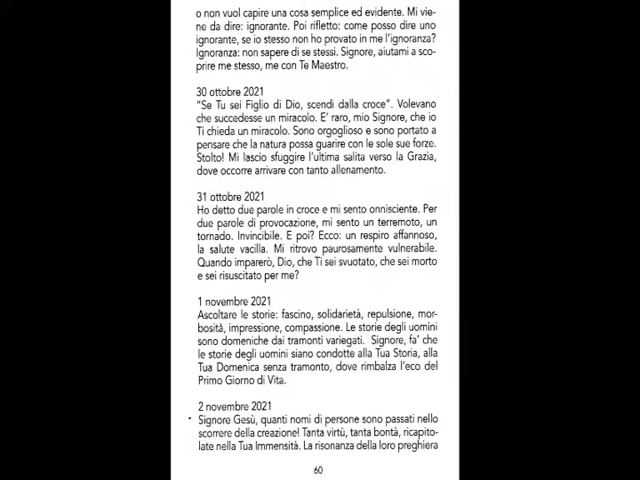 o non vuol capire una cosa semplice ed evidente. Mi vie-
ne da dire: ignorante. Poi rifletto: come posso dire uno
ignorante, se io stesso non ho provato in me l'ignoranza?
Ignoranza: non sapere di se stessi. Signore, aiutami a sco-
prire me stesso, me con Te Maestro.
30 ottobre 2021
"Se Tu sei Figlio di Dio, scendi dalla croce". Volevano
che succedesse un miracolo. E' raro, mio Signore, che io
Ti chieda un miracolo. Sono orgoglioso e sono portato a
pensare che la natura possa guarire con le sole sue forze.
Stolto! Mi lascio sfuggire l'ultima salita verso la Grazia,
dove occorre arrivare con tanto allenamento.
31 ottobre 2021
Ho detto due parole in croce e mi sento onnisciente. Per
due parole di provocazione, mi sento un terremoto, un
tornado. Invincibile. E poi? Ecco: un respiro affannoso,
la salute vacilla. Mi ritrovo paurosamente vulnerabile.
Quando imparerò, Dio, che Ti sei svuotato, che sei morto
e sei risuscitato per me?
1 novembre 2021
Ascoltare le storie: fascino, solidarietà, repulsione, mor-
bosità, impressione, compassione. Le storie degli uomini
sono domeniche dai tramonti variegati. Signore, fa' che
le storie degli uomini siano condotte alla Tua Storia, alla
Tua Domenica senza tramonto, dove rimbalza l'eco del
Primo Giorno di Vita.
2 novembre 2021
Signore Gesù, quanti nomi di persone sono passati nello
scorrere della creazione! Tanta virtù, tanta bontà, ricapito-
late nella Tua Immensità. La risonanza della loro preghiera
60